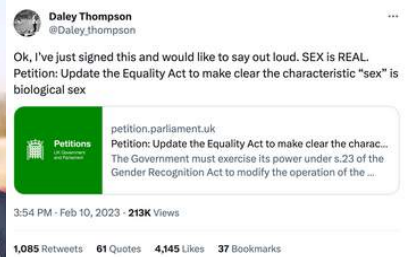 Daley Thompson
@Daley_thompson
Ok, I've just signed this and would like to say out loud. SEX is REAL.
Petition: Update the Equality Act to make clear the characteristic “sex” is
biological sex
Petitions
UK Government
and Parliament
petition.parliament.uk
Petition: Update the Equality Act to make clear the charac...
The Government must exercise its power under s.23 of the
Gender Recognition Act to modify the operation of the ...
3:54 PM · Feb 10, 2023 · 213K Views
1,085 Retweets 61 Quotes 4,145 Likes 37 Bookmarks